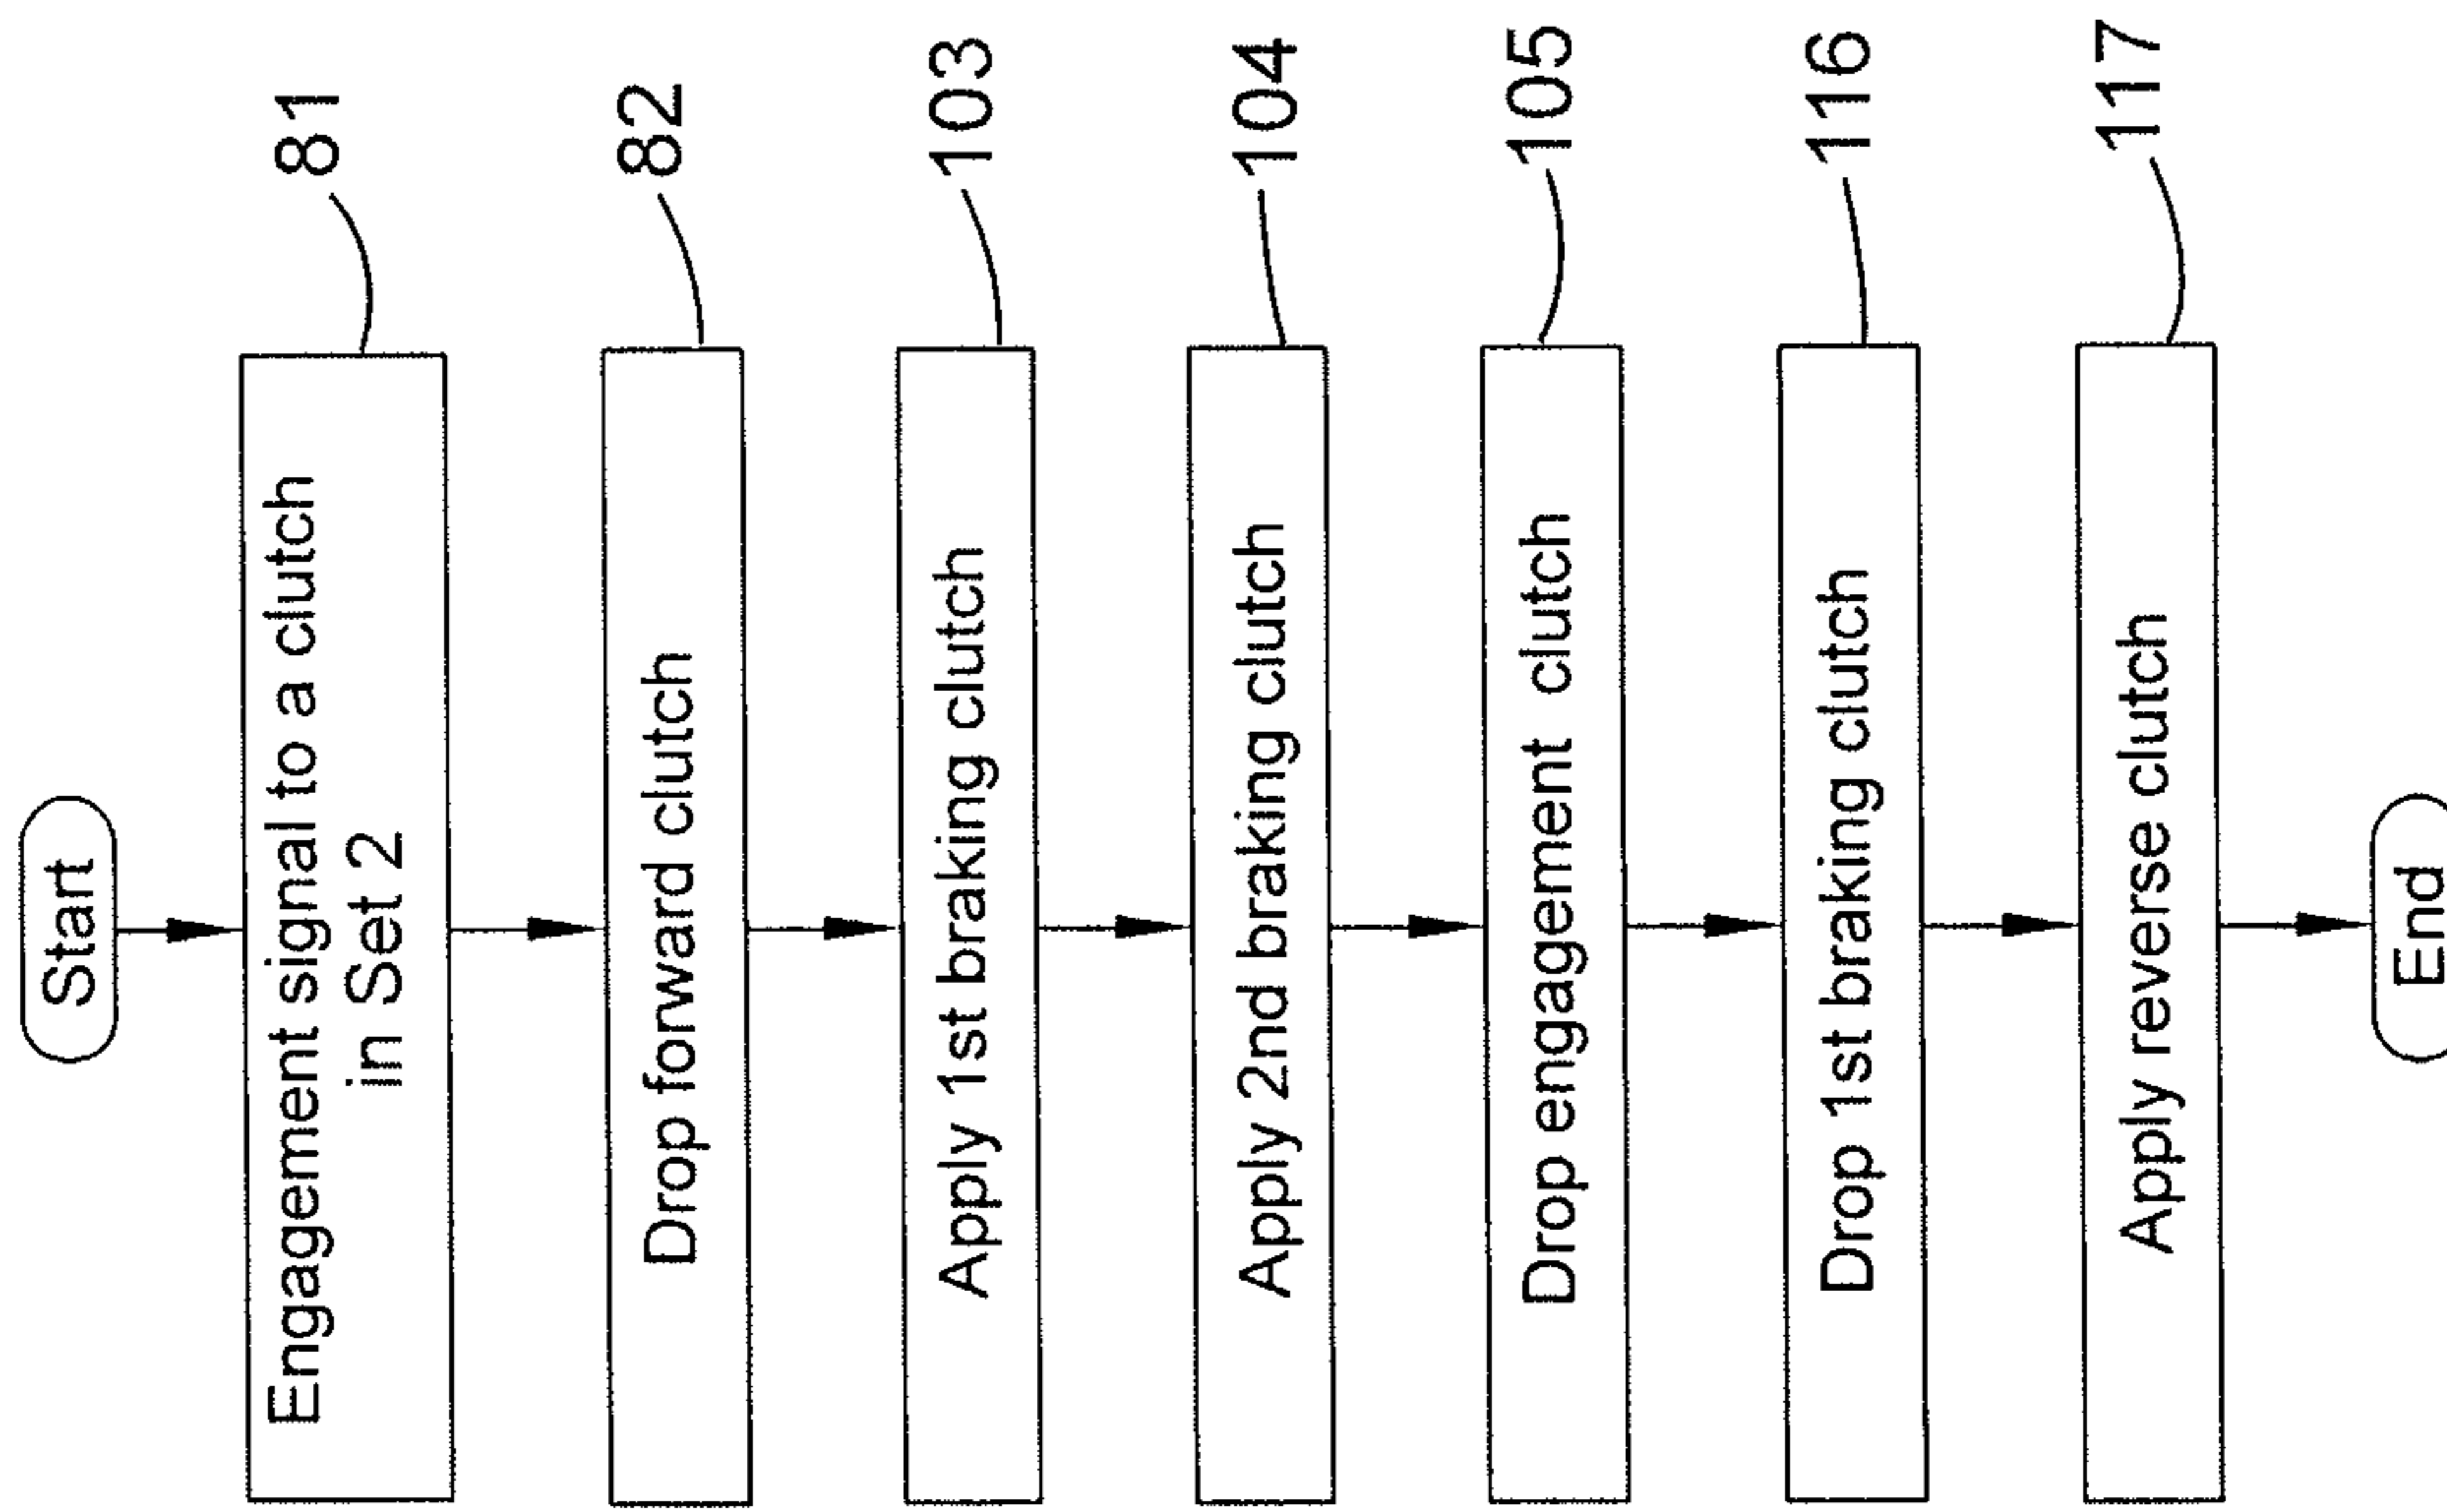 Start
Engagement signal to a clutch
in Set 2
81
Drop forward clutch
82
Apply 1st braking clutch
103
Apply 2nd braking clutch
104
Drop engagement clutch
105
Drop 1st braking clutch
116
Apply reverse clutch
117
End